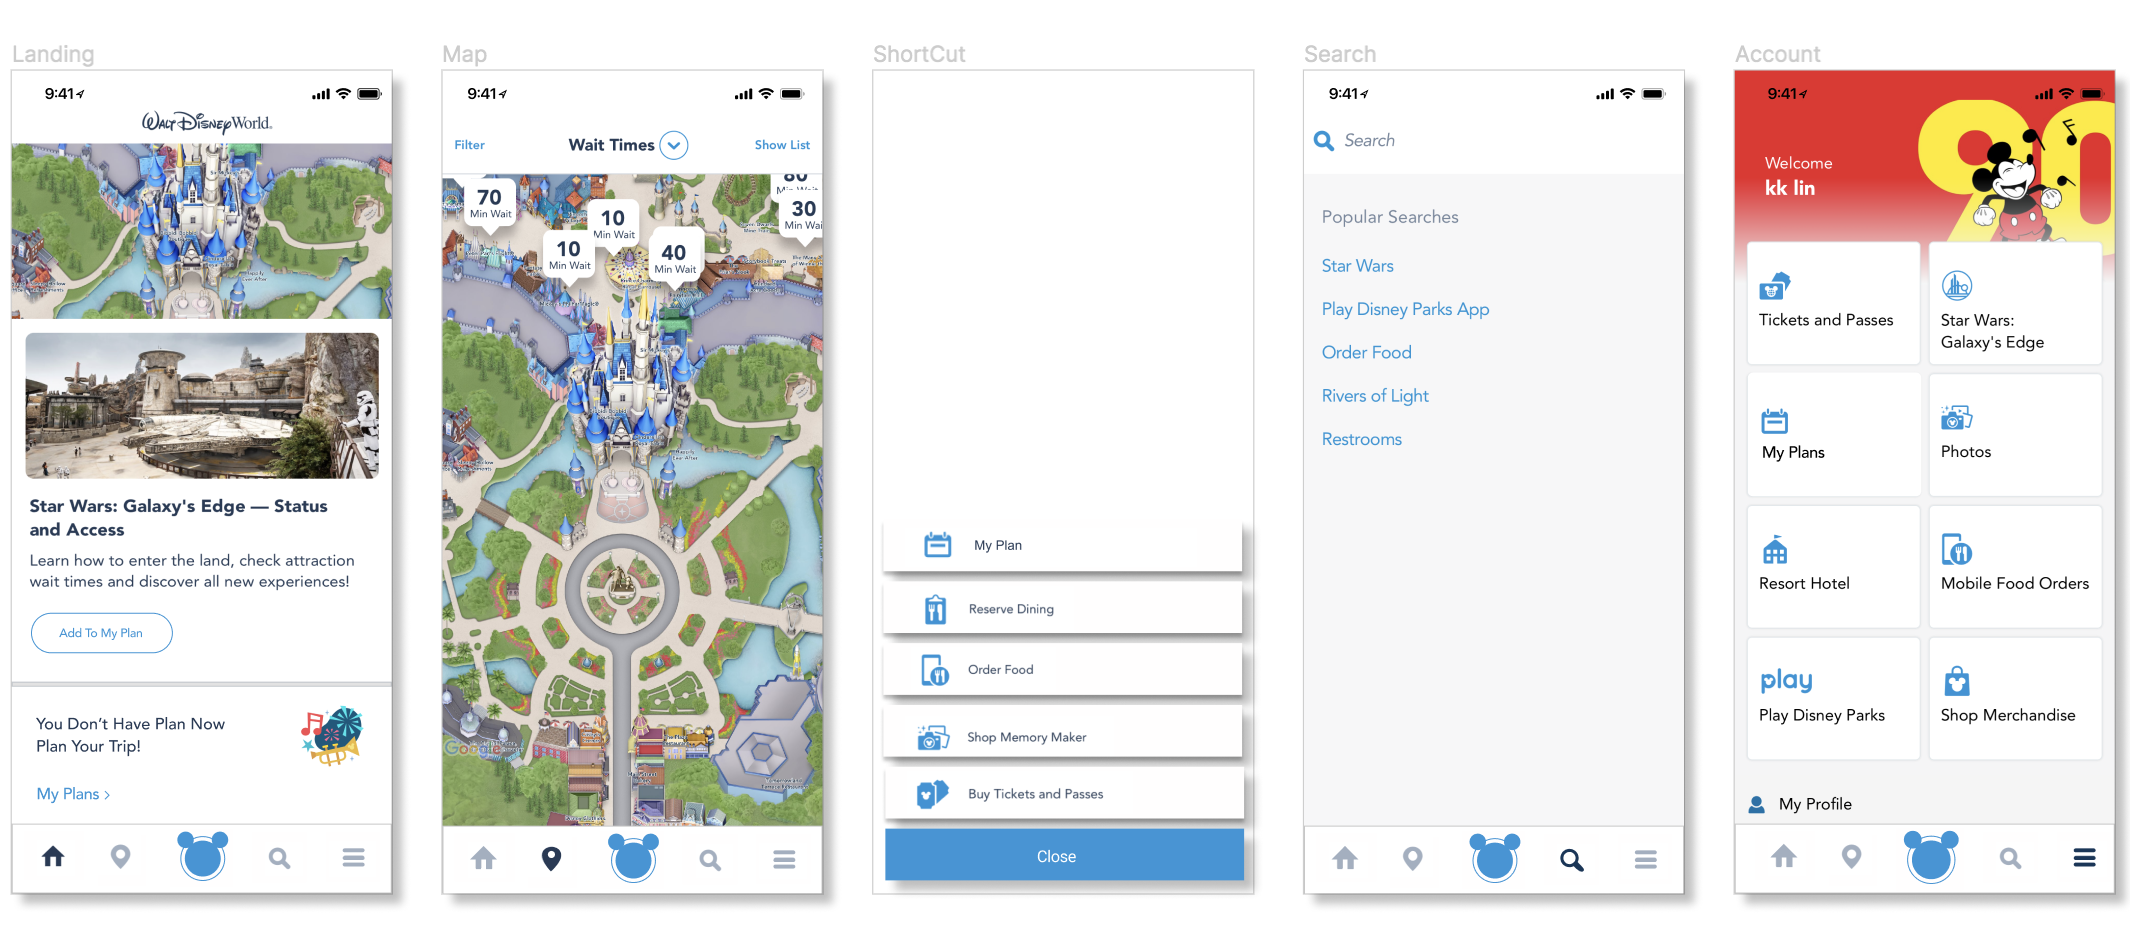 Landing
9:41
Walt Disney World.
Star Wars: Galaxy's Edge — Status
and Access
Learn how to enter the land, check attraction
wait times and discover all new experiences!
Add To My Plan
You Don't Have Plan Now
Plan Your Trip!
My Plans >
Map
9:41
Filter
Wait Times
Show List
80
70
Min Wait
10
Min Wait
30
10
Min Wait
40
Min Wait
Happily
Ever After
ShortCut
My Plan
Reserve Dining
Order Food
Shop Memory Maker
Buy Tickets and Passes
Close
Search
9:41
Search
Popular Searches
Star Wars
Play Disney Parks App
Order Food
Rivers of Light
Restrooms
Account
9:41
90
Welcome
kk lin
Tickets and Passes
Star Wars:
Galaxy's Edge
My Plans
Photos
Resort Hotel
Mobile Food Orders
play
Play Disney Parks
Shop Merchandise
My Profile